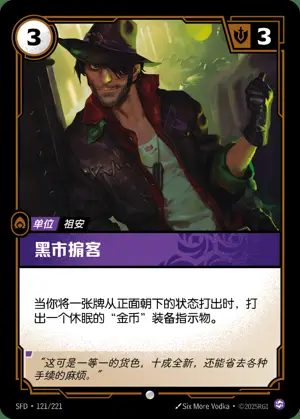 3
3
单位 祖安
黑市掮客
当你将一张牌从正面朝下的状态打出时，打
出一个休眠的“金币”装备指示物。
“这可是一等一的货色，十成全新，还能省去各种
手续的麻烦。”
SFD • 121/221
Six More Vodka • ©2025RGI